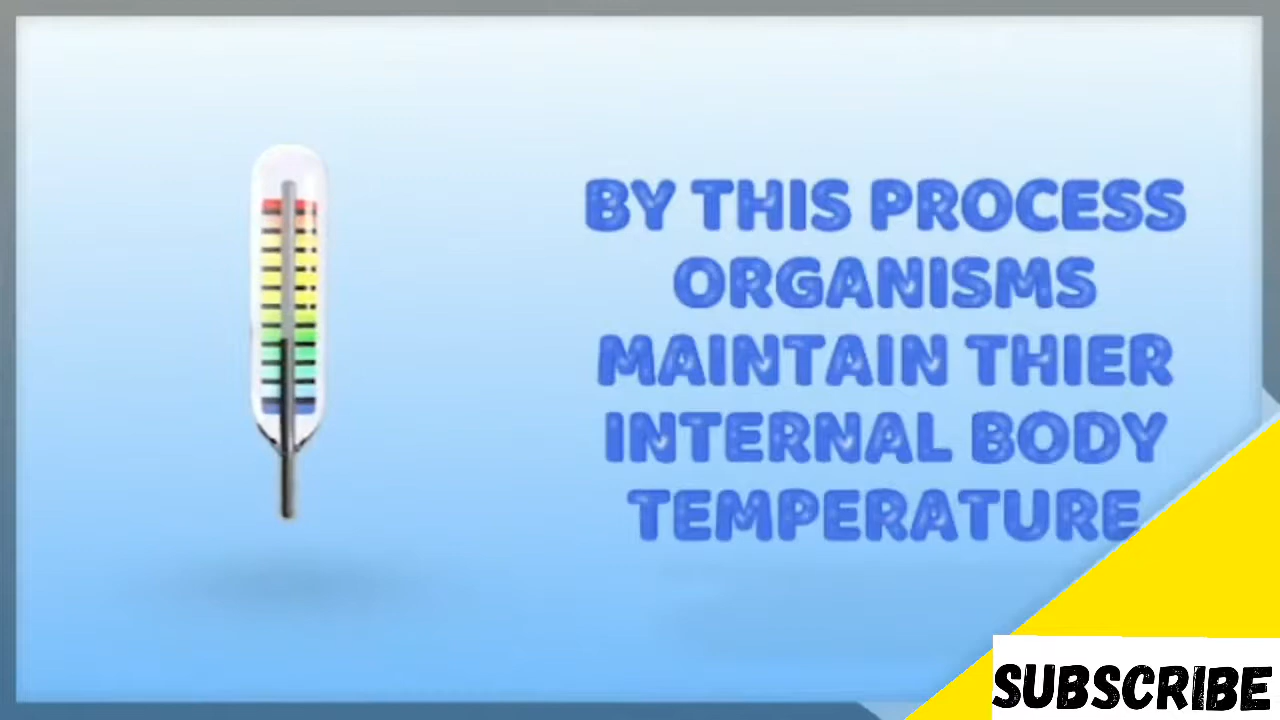 BY THIS PROCESS
ORGANISMS
MAINTAIN THIER
INTERNAL BODY
TEMPERATURE
SUBSCRIBE